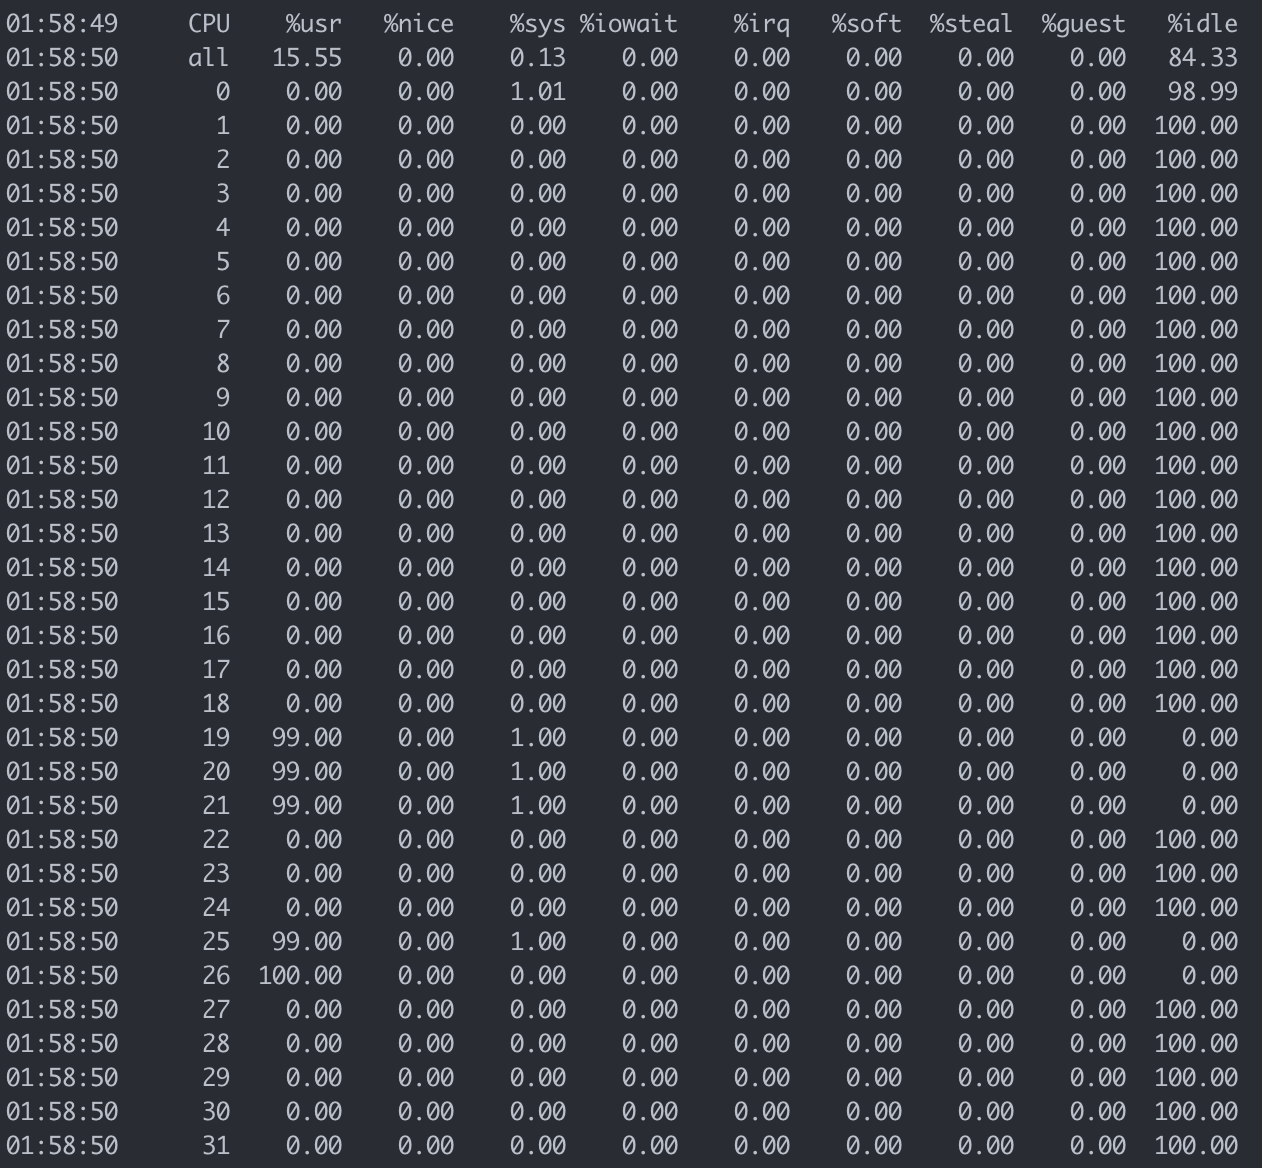 01:58:49 CPU %usr %nice %sys %iowait %irq %soft %steal %guest %idle
01:58:50 all 15.55 0.00 0.13 0.00 0.00 0.00 0.00 0.00 84.33
01:58:50 0 0.00 0.00 1.01 0.00 0.00 0.00 0.00 0.00 98.99
01:58:50 1 0.00 0.00 0.00 0.00 0.00 0.00 0.00 0.00 100.00
01:58:50 2 0.00 0.00 0.00 0.00 0.00 0.00 0.00 0.00 100.00
01:58:50 3 0.00 0.00 0.00 0.00 0.00 0.00 0.00 0.00 100.00
01:58:50 4 0.00 0.00 0.00 0.00 0.00 0.00 0.00 0.00 100.00
01:58:50 5 0.00 0.00 0.00 0.00 0.00 0.00 0.00 0.00 100.00
01:58:50 6 0.00 0.00 0.00 0.00 0.00 0.00 0.00 0.00 100.00
01:58:50 7 0.00 0.00 0.00 0.00 0.00 0.00 0.00 0.00 100.00
01:58:50 8 0.00 0.00 0.00 0.00 0.00 0.00 0.00 0.00 100.00
01:58:50 9 0.00 0.00 0.00 0.00 0.00 0.00 0.00 0.00 100.00
01:58:50 10 0.00 0.00 0.00 0.00 0.00 0.00 0.00 0.00 100.00
01:58:50 11 0.00 0.00 0.00 0.00 0.00 0.00 0.00 0.00 100.00
01:58:50 12 0.00 0.00 0.00 0.00 0.00 0.00 0.00 0.00 100.00
01:58:50 13 0.00 0.00 0.00 0.00 0.00 0.00 0.00 0.00 100.00
01:58:50 14 0.00 0.00 0.00 0.00 0.00 0.00 0.00 0.00 100.00
01:58:50 15 0.00 0.00 0.00 0.00 0.00 0.00 0.00 0.00 100.00
01:58:50 16 0.00 0.00 0.00 0.00 0.00 0.00 0.00 0.00 100.00
01:58:50 17 0.00 0.00 0.00 0.00 0.00 0.00 0.00 0.00 100.00
01:58:50 18 0.00 0.00 0.00 0.00 0.00 0.00 0.00 0.00 100.00
01:58:50 19 99.00 0.00 1.00 0.00 0.00 0.00 0.00 0.00 0.00
01:58:50 20 99.00 0.00 1.00 0.00 0.00 0.00 0.00 0.00 0.00
01:58:50 21 99.00 0.00 1.00 0.00 0.00 0.00 0.00 0.00 0.00
01:58:50 22 0.00 0.00 0.00 0.00 0.00 0.00 0.00 0.00 100.00
01:58:50 23 0.00 0.00 0.00 0.00 0.00 0.00 0.00 0.00 100.00
01:58:50 24 0.00 0.00 0.00 0.00 0.00 0.00 0.00 0.00 100.00
01:58:50 25 99.00 0.00 1.00 0.00 0.00 0.00 0.00 0.00 0.00
01:58:50 26 100.00 0.00 0.00 0.00 0.00 0.00 0.00 0.00 0.00
01:58:50 27 0.00 0.00 0.00 0.00 0.00 0.00 0.00 0.00 100.00
01:58:50 28 0.00 0.00 0.00 0.00 0.00 0.00 0.00 0.00 100.00
01:58:50 29 0.00 0.00 0.00 0.00 0.00 0.00 0.00 0.00 100.00
01:58:50 30 0.00 0.00 0.00 0.00 0.00 0.00 0.00 0.00 100.00
01:58:50 31 0.00 0.00 0.00 0.00 0.00 0.00 0.00 0.00 100.00